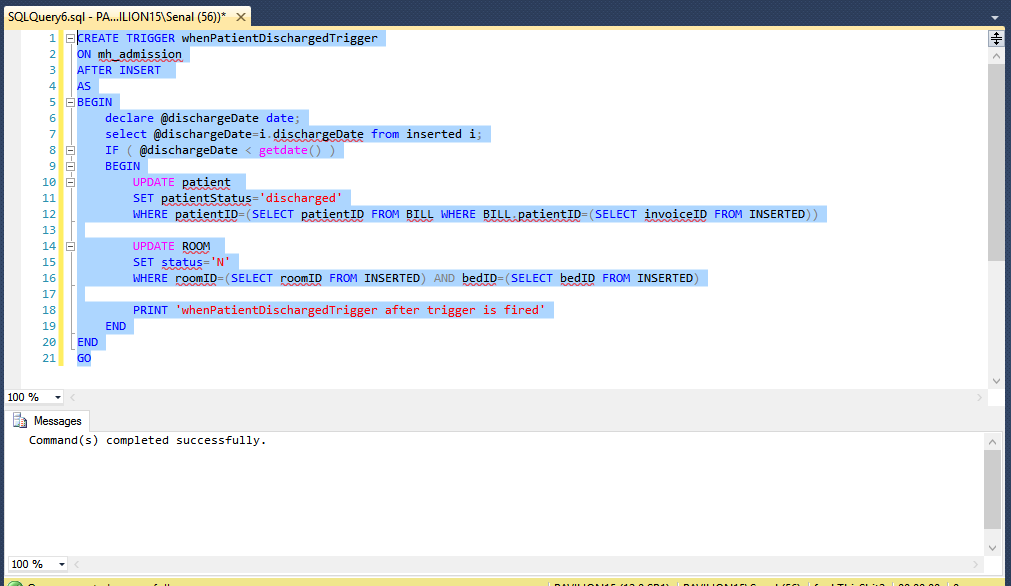 SQLQuery6.sql - PA...ILION15\Senal (56))*
1 CREATE TRIGGER whenPatientDischargedTrigger
2 ON mh_admission
3 AFTER INSERT
4 AS
5 BEGIN
6 declare @dischargeDate date;
7 select @dischargeDate=i.dischargeDate from inserted i;
8 IF ( @dischargeDate < getdate() )
9 BEGIN
10 UPDATE patient
11 SET patientStatus='discharged'
12 WHERE patientID=(SELECT patientID FROM BILL WHERE BILL.patientID=(SELECT invoiceID FROM INSERTED))
13
14 UPDATE ROOM
15 SET status='N'
16 WHERE roomID=(SELECT roomID FROM INSERTED) AND bedID=(SELECT bedID FROM INSERTED)
17
18 PRINT 'whenPatientDischargedTrigger after trigger is fired'
19 END
20 END
21 GO
100 %
Messages
Command(s) completed successfully.
100 %